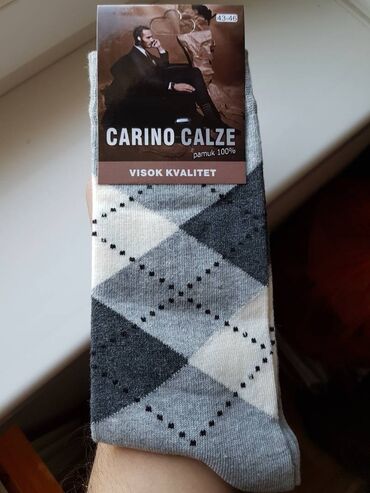 43-46
CARINO CALZE
pamuk 100%
VISOK KVALITET